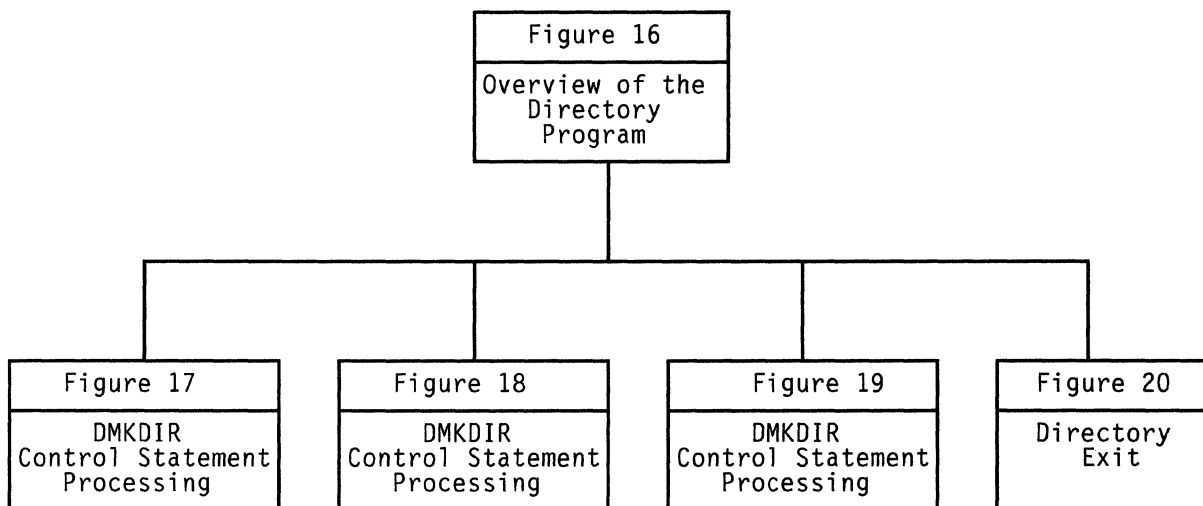 Figure 16
Overview of the
Directory
Program
Figure 17
DMKDIR
Control Statement
Processing
Figure 18
DMKDIR
Control Statement
Processing
Figure 19
DMKDIR
Control Statement
Processing
Figure 20
Directory
Exit